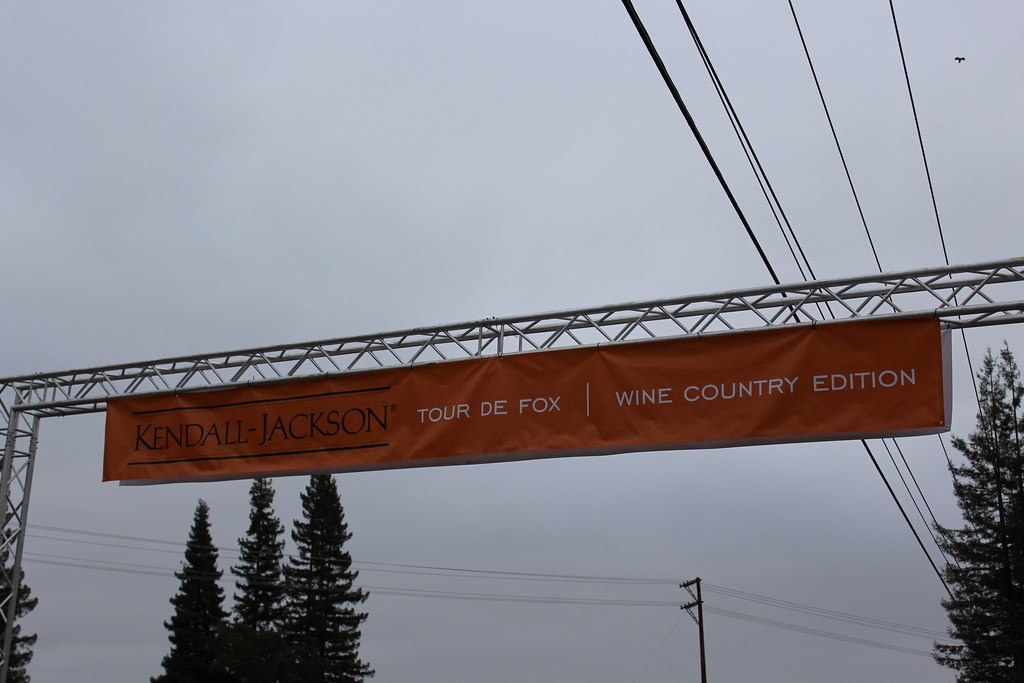 KENDALL-JACKSON® TOUR DE FOX | WINE COUNTRY EDITION